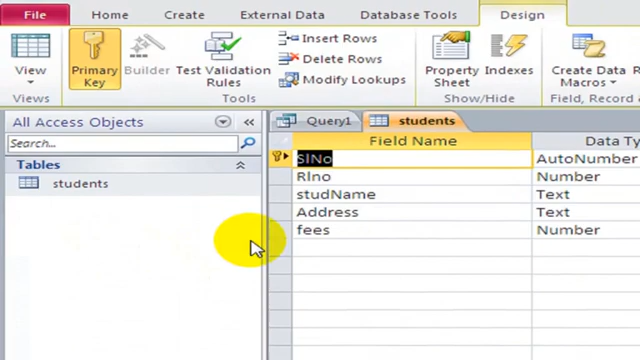 File Home Create External Data Database Tools Design
View
Primary Key
Builder
Test Validation Rules
Insert Rows
Delete Rows
Modify Lookups
Property Sheet
Indexes
Create Data Macros
Views
Tools
Show/Hide
Field, Record
All Access Objects
Search...
Tables
students
Query1 students
Field Name Data Ty
SlNo AutoNumber
Rlno Number
studName Text
Address Text
fees Number